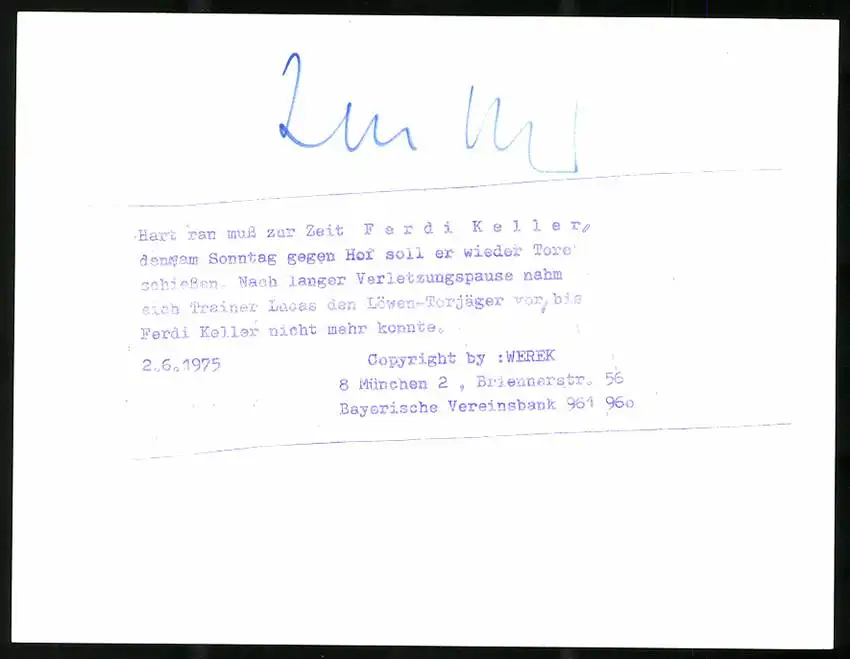 Hart ran muß zur Zeit F e r d i K e l l e r,
denn am Sonntag gegen Hof soll er wieder Tore
schießen. Nach langer Verletzungspause nahm
sich Trainer Lucas den Löwen-Torjäger vor, bis
Ferdi Keller nicht mehr konnte.
2.6.1975
Copyright by :WEREK
8 München 2 , Briennerstr. 56
Bayerische Vereinsbank 961 96o